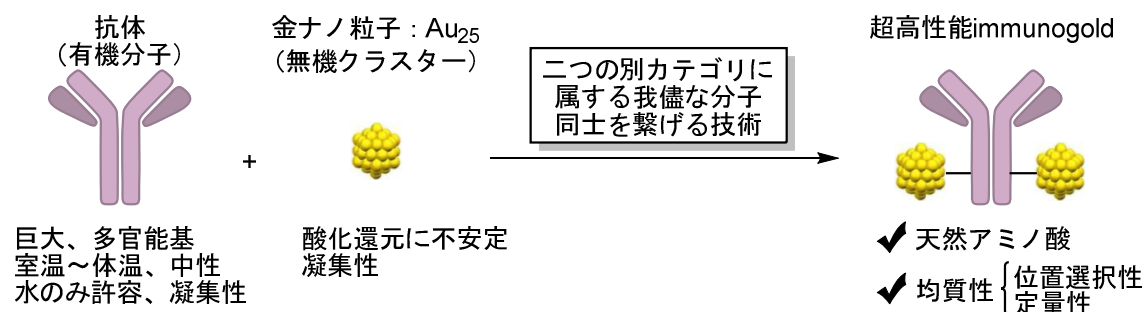 抗体
（有機分子）
金ナノ粒子：Au25
（無機クラスター）
二つの別カテゴリに
属する我儘な分子
同士を繋げる技術
超高性能immunogold
+
巨大、多官能基
室温～体温、中性
水のみ許容、凝集性
酸化還元に不安定
凝集性
✔ 天然アミノ酸
✔ 均質性 { 位置選択性
定量性